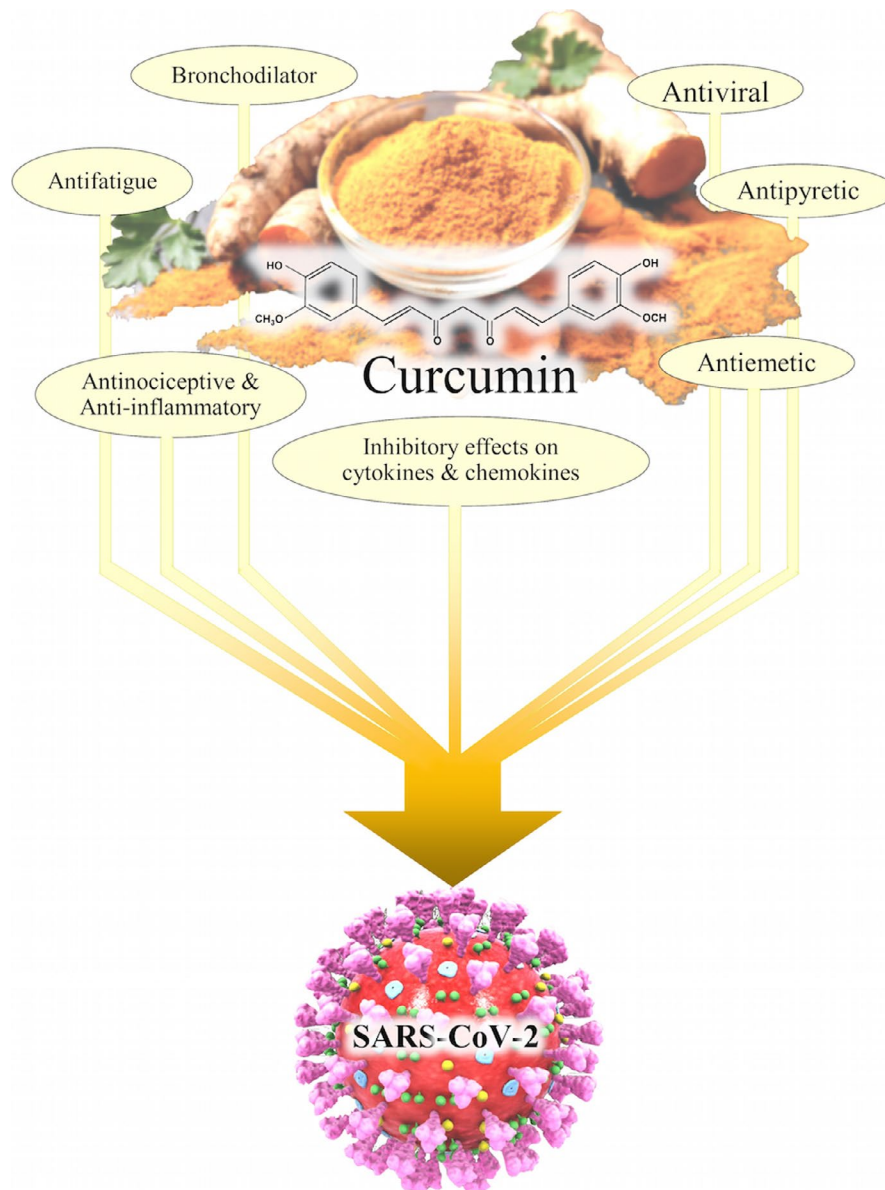 Bronchodilator
Antiviral
Antifatigue
Antipyretic
HO
OH
CH₃O
OCH
O
O
Curcumin
Antiemetic
Antinociceptive &
Anti-inflammatory
Inhibitory effects on
cytokines & chemokines
SARS-CoV-2